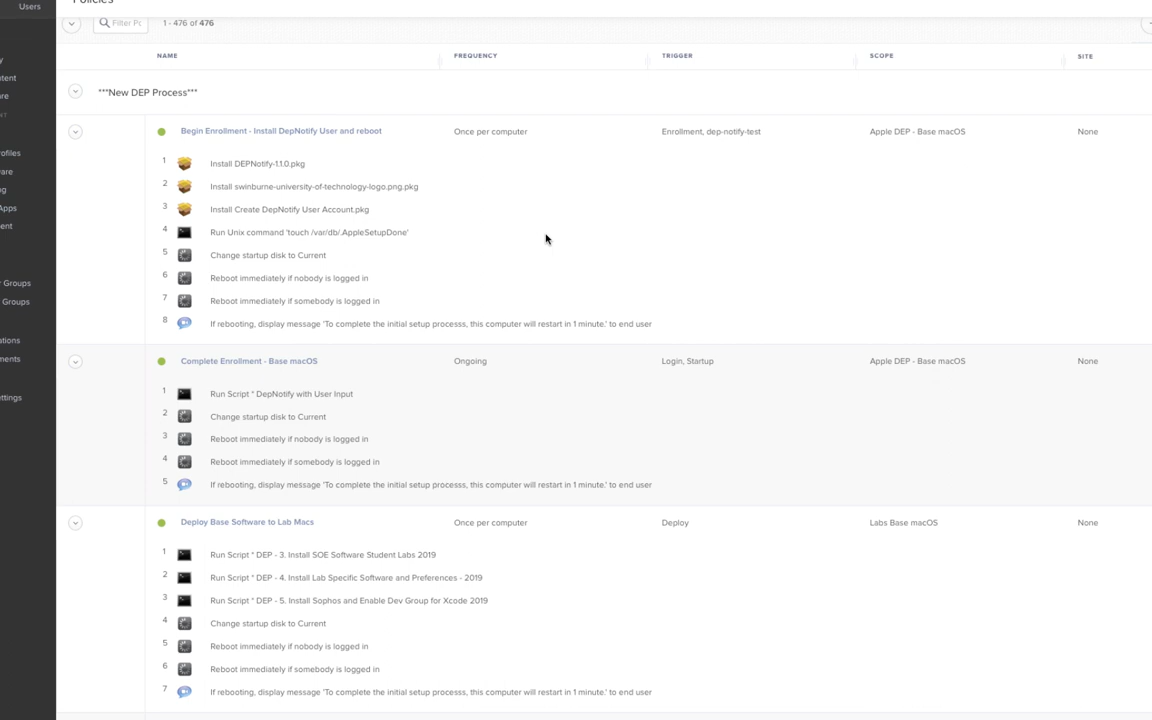 Users
Policies
Filter Pc
1 - 476 of 476
NAME FREQUENCY TRIGGER SCOPE SITE
***New DEP Process***
Begin Enrollment - Install DepNotify User and reboot Once per computer Enrollment, dep-notify-test Apple DEP - Base macOS None
1 Install DEPNotify-1.1.0.pkg
2 Install swinburne-university-of-technology-logo.png.pkg
3 Install Create DepNotify User Account.pkg
4 Run Unix command 'touch /var/db/.AppleSetupDone'
5 Change startup disk to Current
6 Reboot immediately if nobody is logged in
7 Reboot immediately if somebody is logged in
8 If rebooting, display message 'To complete the initial setup processs, this computer will restart in 1 minute.' to end user
Complete Enrollment - Base macOS Ongoing Login, Startup Apple DEP - Base macOS None
1 Run Script * DepNotify with User Input
2 Change startup disk to Current
3 Reboot immediately if nobody is logged in
4 Reboot immediately if somebody is logged in
5 If rebooting, display message 'To complete the initial setup processs, this computer will restart in 1 minute.' to end user
Deploy Base Software to Lab Macs Once per computer Deploy Labs Base macOS None
1 Run Script * DEP - 3. Install SOE Software Student Labs 2019
2 Run Script * DEP - 4. Install Lab Specific Software and Preferences - 2019
3 Run Script * DEP - 5. Install Sophos and Enable Dev Group for Xcode 2019
4 Change startup disk to Current
5 Reboot immediately if nobody is logged in
6 Reboot immediately if somebody is logged in
7 If rebooting, display message 'To complete the initial setup processs, this computer will restart in 1 minute.' to end user
y
tent
re
NT
rofiles
are
ng
Apps
ent
r Groups
Groups
ations
ments
ettings